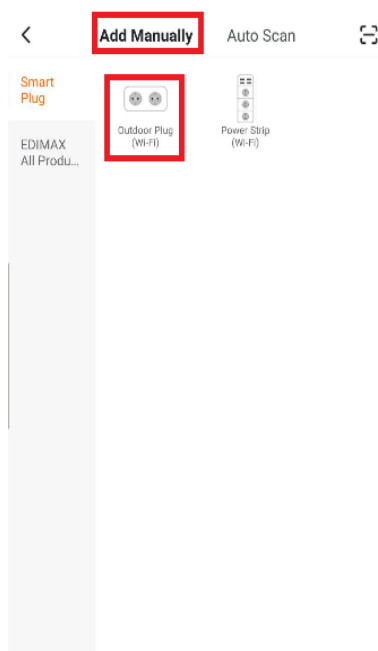 Add Manually Auto Scan
Smart
Plug
Outdoor Plug
(Wi-Fi)
Power Strip
(Wi-Fi)
EDIMAX
All Produ...